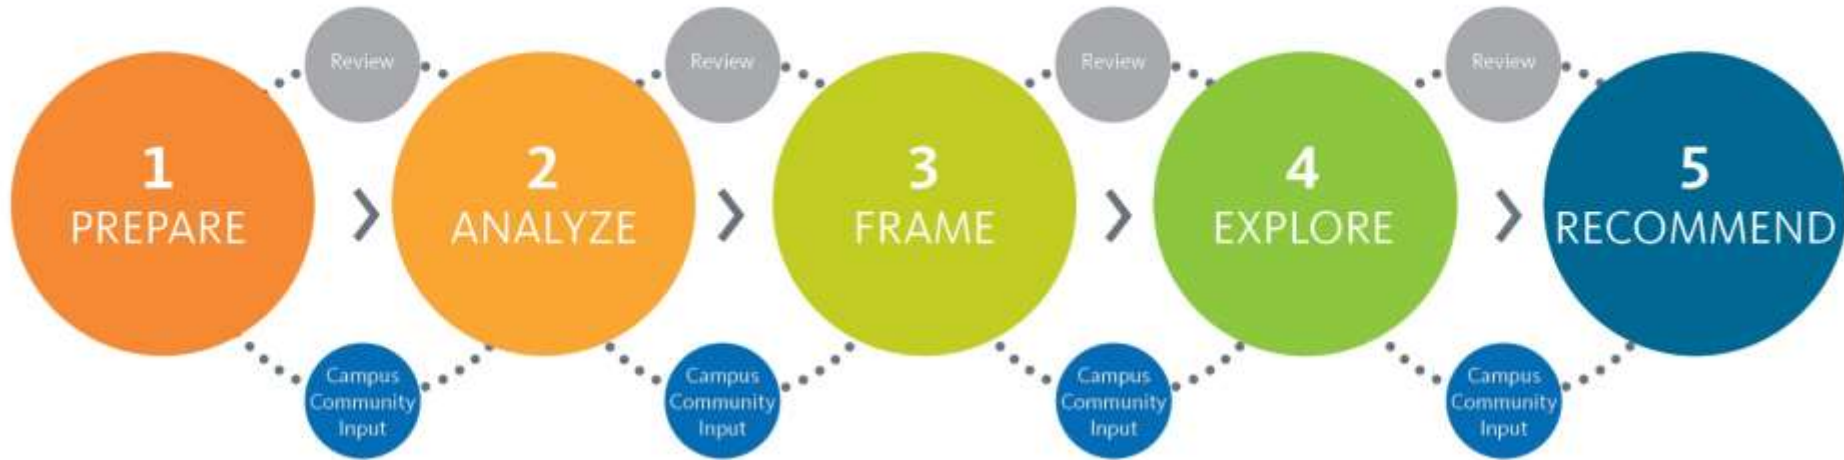 Review
Review
Review
Review
1
PREPARE
2
ANALYZE
3
FRAME
4
EXPLORE
5
RECOMMEND
Campus
Community
Input
Campus
Community
Input
Campus
Community
Input
Campus
Community
Input